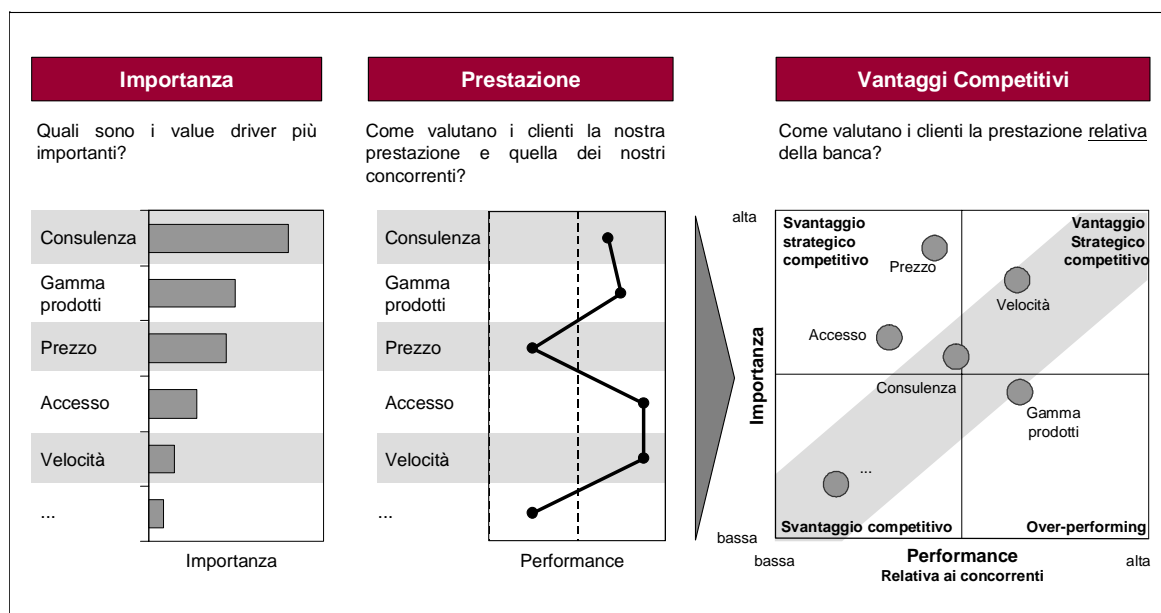 Importanza
Quali sono i value driver più
importanti?
Consulenza
Gamma
prodotti
Prezzo
Accesso
Velocità
...
Importanza
Prestazione
Come valutano i clienti la nostra
prestazione e quella dei nostri
concorrenti?
Consulenza
Gamma
prodotti
Prezzo
Accesso
Velocità
...
Performance
Vantaggi Competitivi
Come valutano i clienti la prestazione relativa
della banca?
alta
Importanza
bassa
Svantaggio
strategico
competitivo
Vantaggio
Strategico
competitivo
Prezzo
Velocità
Accesso
Consulenza
Gamma
prodotti
...
Svantaggio competitivo
Over-performing
bassa
Performance
Relativa ai concorrenti
alta